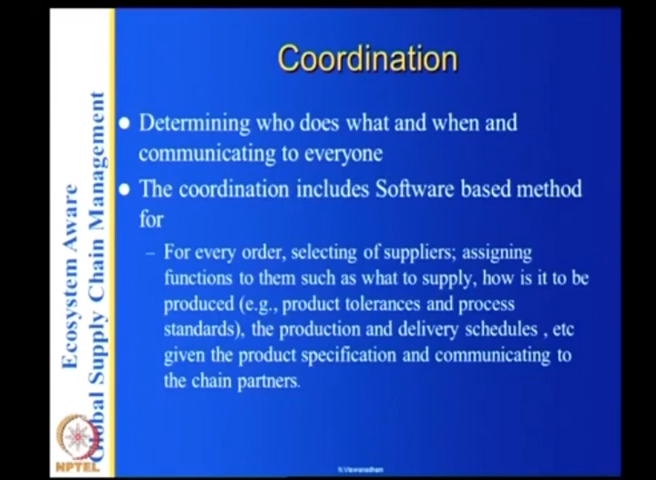 Coordination
Determining who does what and when and
communicating to everyone
The coordination includes Software based method
for
– For every order, selecting of suppliers; assigning
functions to them such as what to supply, how is it to be
produced (e.g., product tolerances and process
standards), the production and delivery schedules , etc
given the product specification and communicating to
the chain partners.
Ecosystem Aware
Global Supply Chain Management
NPTEL
N.Viswanadham